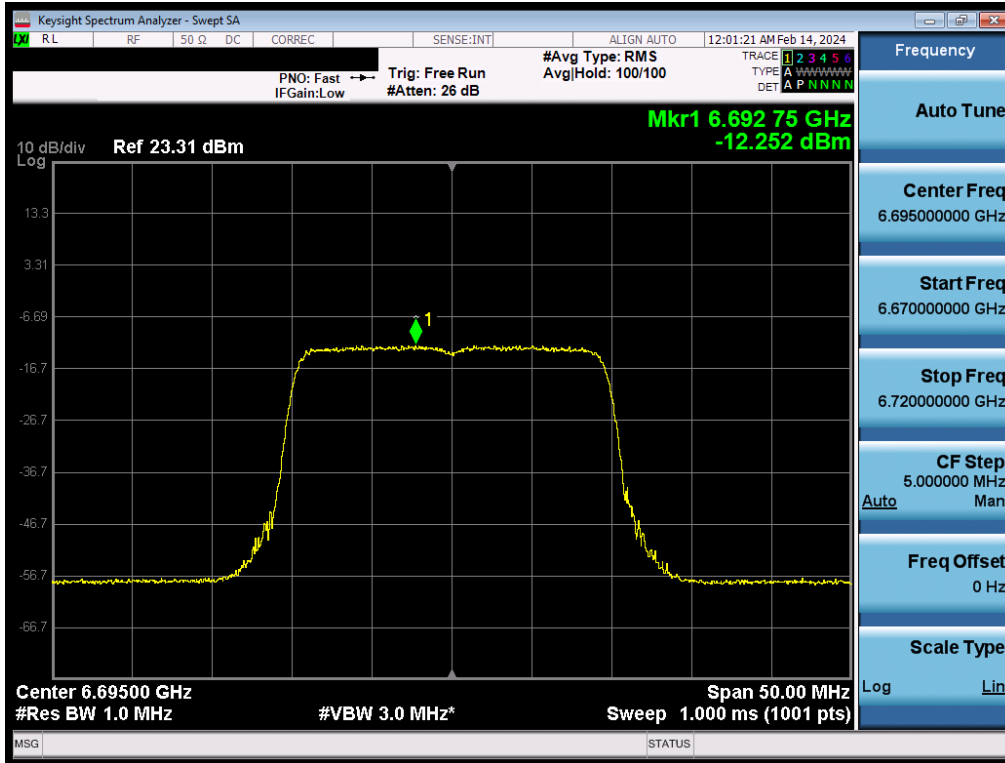 Keysight Spectrum Analyzer - Swept SA
LXI RL RF 50 Ω DC CORREC SENSE:INT ALIGN AUTO 12:01:21 AM Feb 14, 2024
PNO: Fast
IFGain:Low
Trig: Free Run
#Atten: 26 dB
#Avg Type: RMS
Avg|Hold: 100/100
TRACE 1 2 3 4 5 6
TYPE A WWWWW
DET A P N N N N
Mkr1 6.692 75 GHz
-12.252 dBm
10 dB/div
Log
Ref 23.31 dBm
13.3
3.31
-6.69
-16.7
-26.7
-36.7
-46.7
-56.7
-66.7
1
Center 6.69500 GHz
Span 50.00 MHz
#Res BW 1.0 MHz
#VBW 3.0 MHz*
Sweep 1.000 ms (1001 pts)
MSG
STATUS
Frequency
Auto Tune
Center Freq
6.695000000 GHz
Start Freq
6.670000000 GHz
Stop Freq
6.720000000 GHz
CF Step
5.000000 MHz
Auto Man
Freq Offset
0 Hz
Scale Type
Log Lin